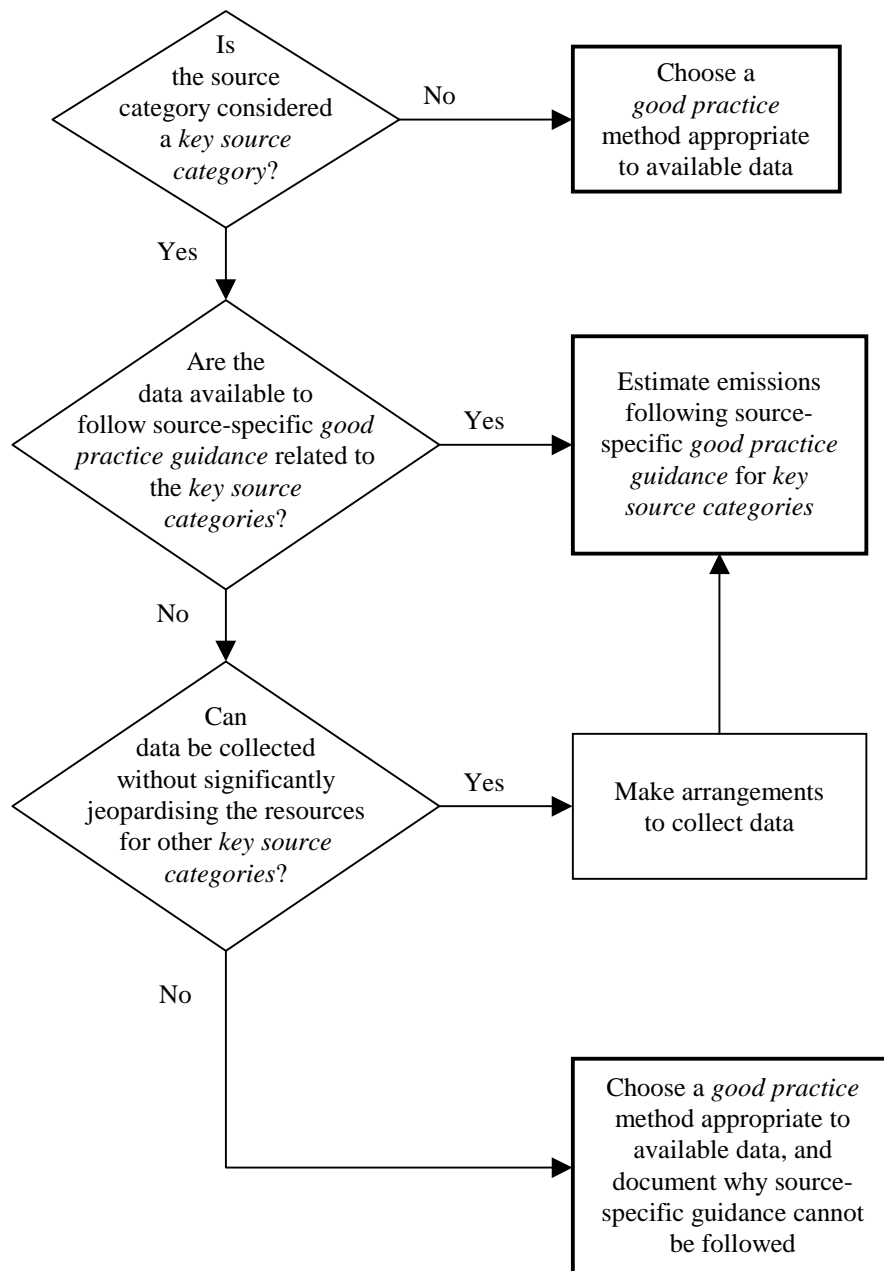 Is
the source
category considered
a key source
category?
No
Choose a
good practice
method appropriate
to available data
Yes
Are the
data available to
follow source-specific good
practice guidance related to
the key source
categories?
Yes
Estimate emissions
following source-
specific good practice
guidance for key
source categories
No
Can
data be collected
without significantly
jeopardising the resources
for other key source
categories?
Yes
Make arrangements
to collect data
No
Choose a good practice
method appropriate to
available data, and
document why source-
specific guidance cannot
be followed